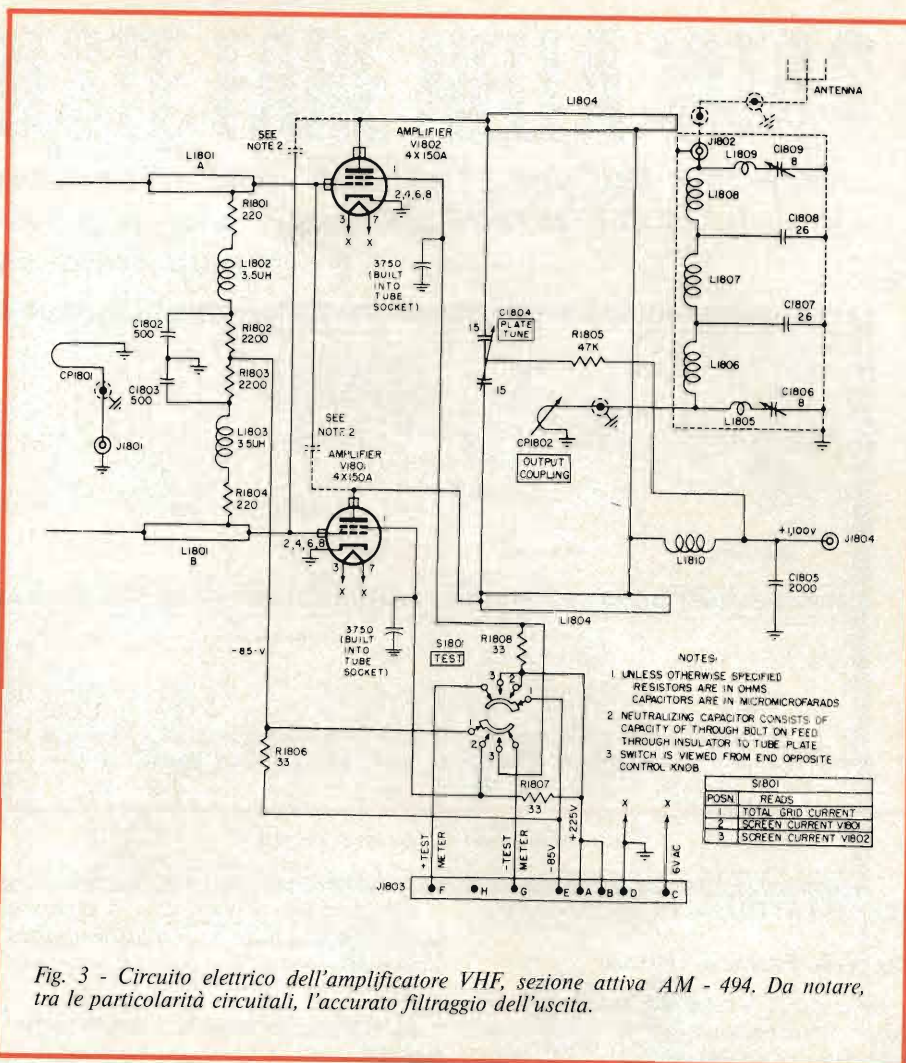 ANTENNA
L1804
SEE
NOTE 2
AMPLIFIER
V1802
4X150A
L1801
A
1
2,4,6,8
3
7
X
X
R1801
220
L1802
3.5UH
C1802
500
R1802
2200
R1803
2200
C1803
500
CP1801
J1801
L1803
3.5UH
R1804
220
L1801
B
3750
(BUILT
INTO
TUBE
SOCKET)
SEE
NOTE 2
AMPLIFIER
V1801
4X150A
1
2,4,6,8
3
7
X
X
3750
(BUILT
INTO
TUBE
SOCKET)
15
C1804
PLATE
TUNE
15
R1805
47K
CP1802
OUTPUT
COUPLING
J1802
L1809
C1809
8
L1808
C1808
26
L1807
C1807
26
L1806
C1806
8
L1805
+1,100V
J1804
L1810
C1805
2000
L1804
-85-V
S1801
TEST
R1808
33
3
2
1
1
2
3
R1806
33
R1807
33
+TEST
METER
-TEST
METER
-85V
+225V
X
X
6VAC
J1803
F
H
G
E
A
B
D
C
NOTES:
1 UNLESS OTHERWISE SPECIFIED
RESISTORS ARE IN OHMS
CAPACITORS ARE IN MICROMICROFARADS
2 NEUTRALIZING CAPACITOR CONSISTS OF
CAPACITY OF THROUGH BOLT ON FEED
THROUGH INSULATOR TO TUBE PLATE
3 SWITCH IS VIEWED FROM END OPPOSITE
CONTROL KNOB
S1801
POSN. READS
1 TOTAL GRID CURRENT
2 SCREEN CURRENT V1801
3 SCREEN CURRENT V1802
Fig. 3 - Circuito elettrico dell'amplificatore VHF, sezione attiva AM - 494. Da notare,
tra le particolarità circuitali, l'accurato filtraggio dell'uscita.